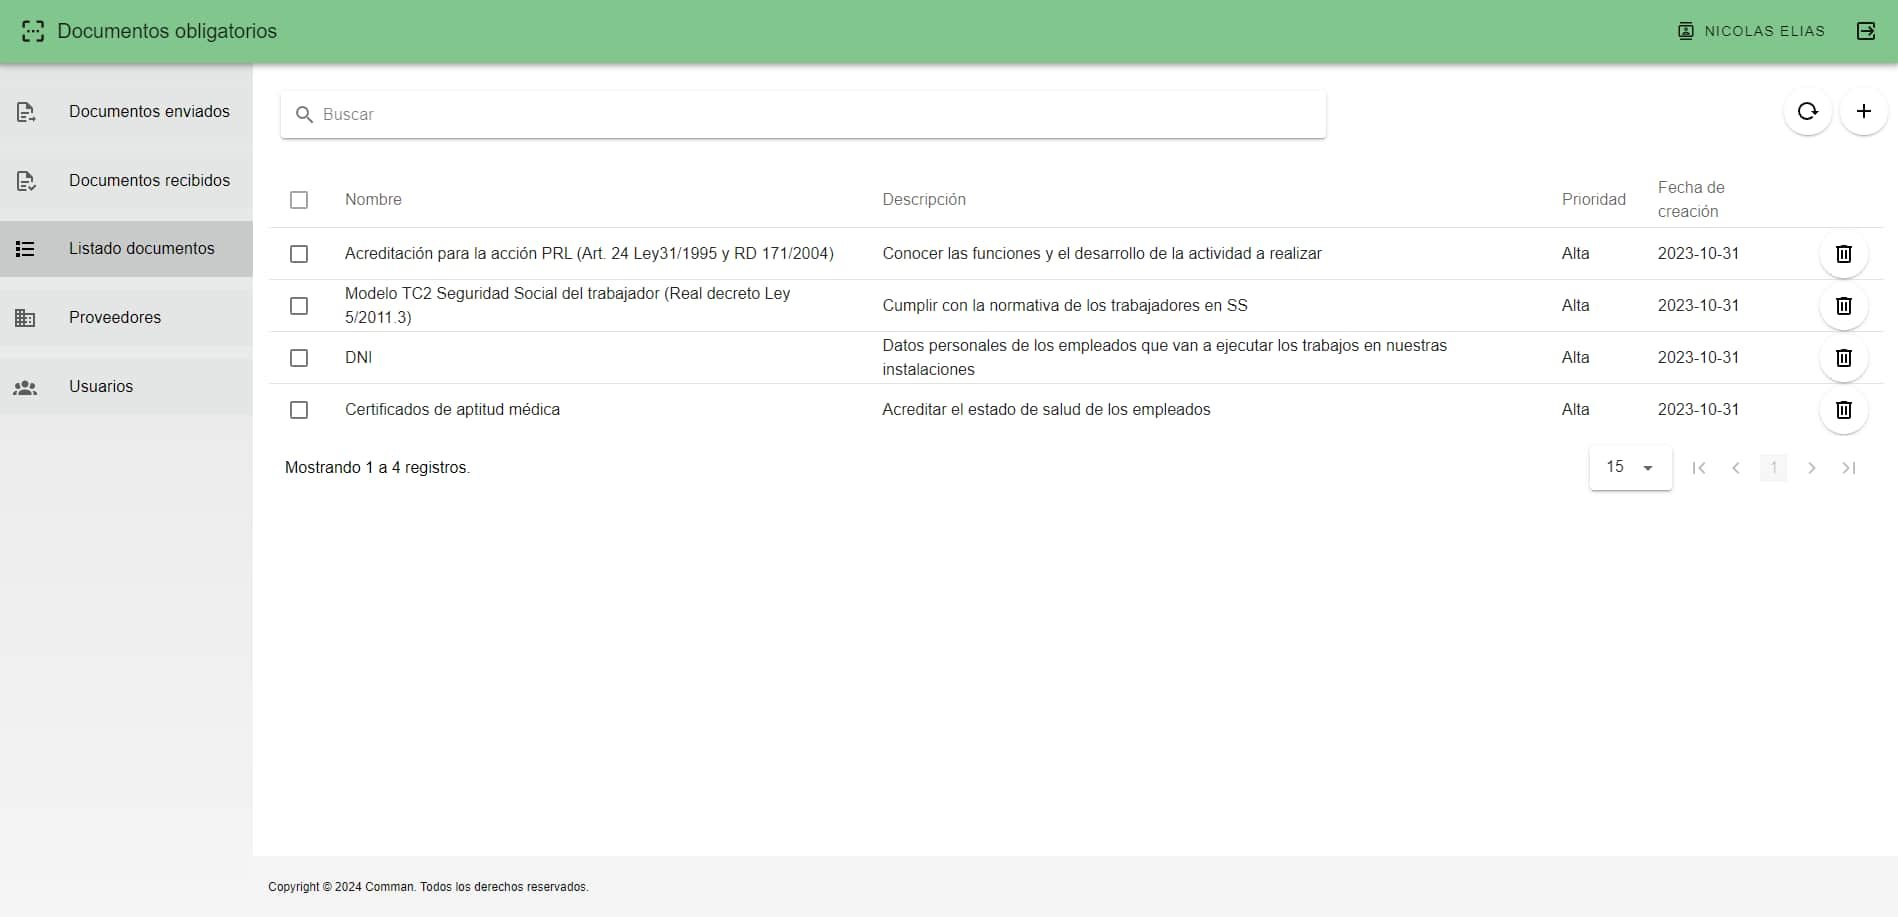 Documentos obligatorios
NICOLAS ELIAS
Documentos enviados
Documentos recibidos
Listado documentos
Proveedores
Usuarios
Buscar
Nombre
Descripción
Prioridad
Fecha de
creación
Acreditación para la acción PRL (Art. 24 Ley31/1995 y RD 171/2004)
Conocer las funciones y el desarrollo de la actividad a realizar
Alta
2023-10-31
Modelo TC2 Seguridad Social del trabajador (Real decreto Ley
5/2011.3)
Cumplir con la normativa de los trabajadores en SS
Alta
2023-10-31
DNI
Datos personales de los empleados que van a ejecutar los trabajos en nuestras
instalaciones
Alta
2023-10-31
Certificados de aptitud médica
Acreditar el estado de salud de los empleados
Alta
2023-10-31
Mostrando 1 a 4 registros.
15
1
Copyright © 2024 Comman. Todos los derechos reservados.